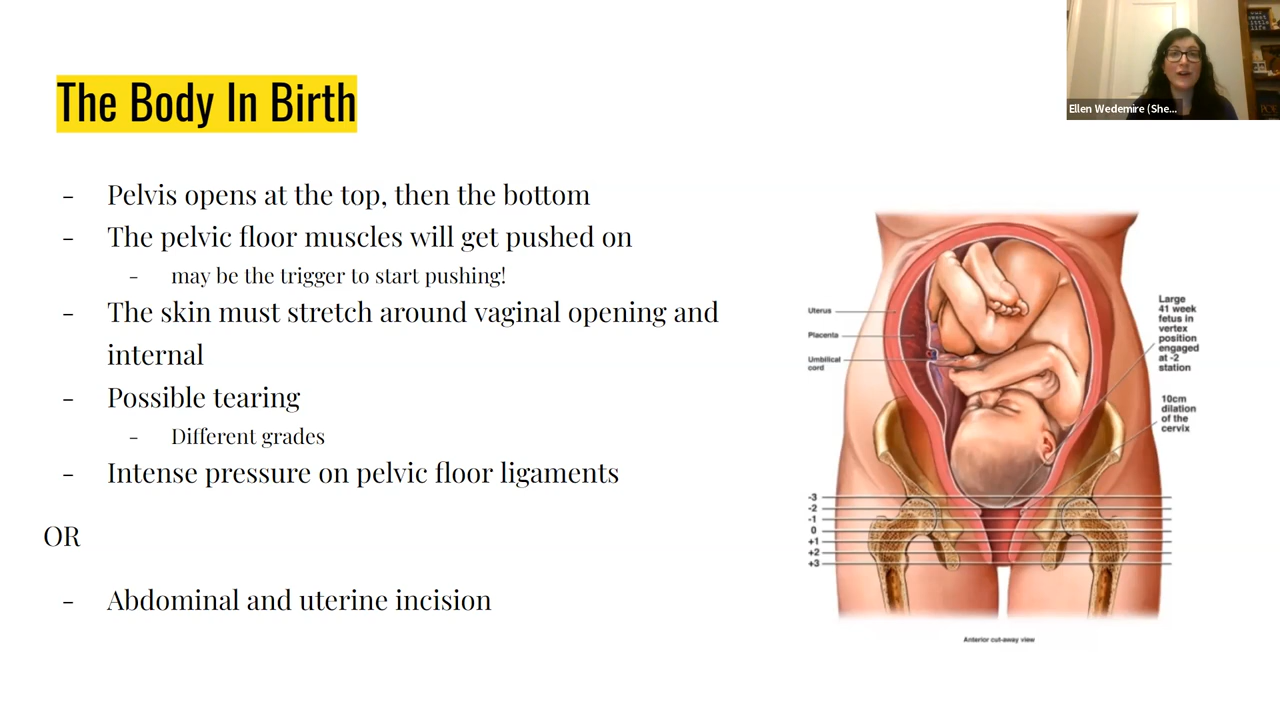 The Body In Birth
Ellen Wedemire (She...
- Pelvis opens at the top, then the bottom
- The pelvic floor muscles will get pushed on
- may be the trigger to start pushing!
- The skin must stretch around vaginal opening and
internal
- Possible tearing
- Different grades
- Intense pressure on pelvic floor ligaments
OR
- Abdominal and uterine incision
Uterus
Placenta
Umbilical
cord
Large
41 week
fetus in
vertex
position
engaged
at -2
station
10cm
dilation
of the
cervix
-3
-2
-1
0
+1
+2
+3
Anterior cut-away view